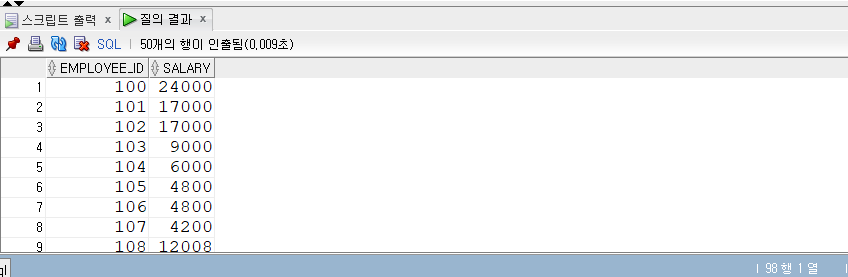 스크립트 출력 x 질의 결과 x
SQL | 50개의 행이 인출됨(0,009초)
EMPLOYEE_ID SALARY
1 100 24000
2 101 17000
3 102 17000
4 103 9000
5 104 6000
6 105 4800
7 106 4800
8 107 4200
9 108 12008
ql | 98 행 1 열 |